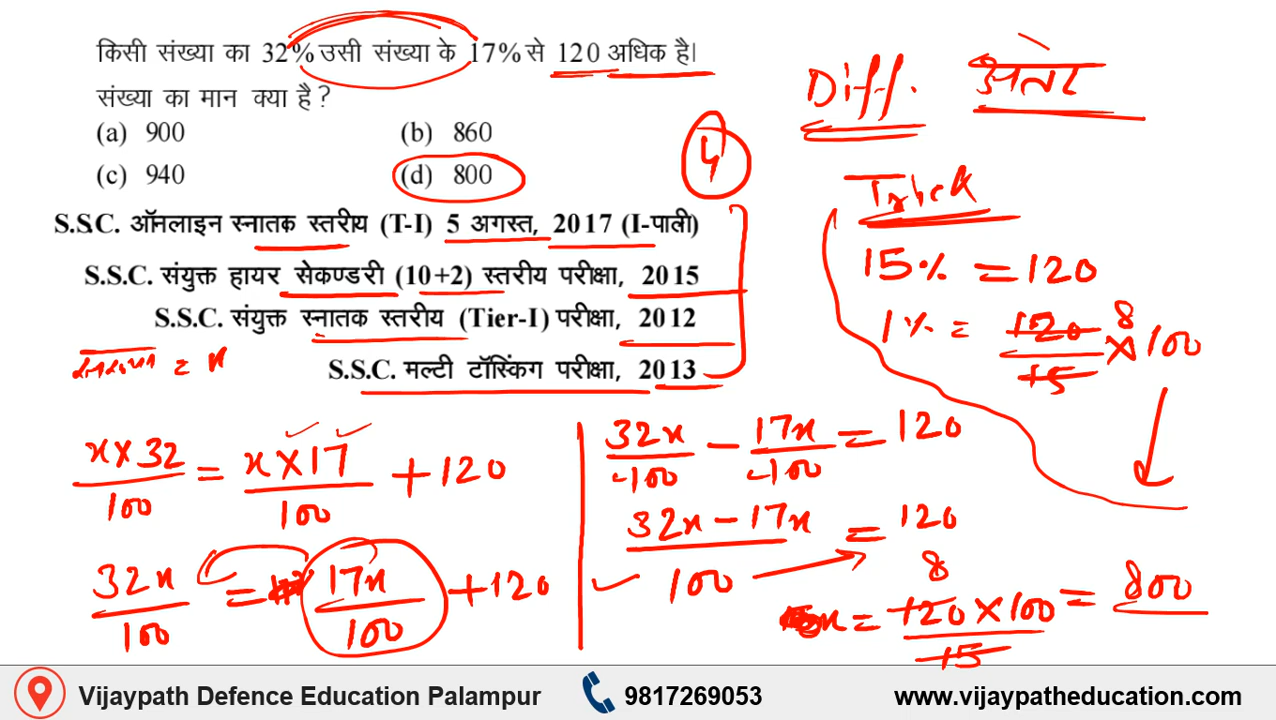 किसी संख्या का 32% उसी संख्या के 17% से 120 अधिक है।
संख्या का मान क्या है?
(a) 900 (b) 860
(c) 940 (d) 800
S.S.C. ऑनलाइन स्नातक स्तरीय (T-I) 5 अगस्त, 2017 (I-पाली)
S.S.C. संयुक्त हायर सेकण्डरी (10+2) स्तरीय परीक्षा, 2015
S.S.C. संयुक्त स्नातक स्तरीय (Tier-I) परीक्षा, 2012
S.S.C. मल्टी टॉस्किंग परीक्षा, 2013
4
Diff. अंतर
Trick
15% = 120
1% = 120/15 × 100
8
संख्या = x
x × 32/100 = x × 17/100 + 120
32x/100 = 17x/100 + 120
32x/100 - 17x/100 = 120
32x - 17x/100 = 120
8
x = 120 × 100/15 = 800
Vijaypath Defence Education Palampur
9817269053
www.vijaypatheducation.com